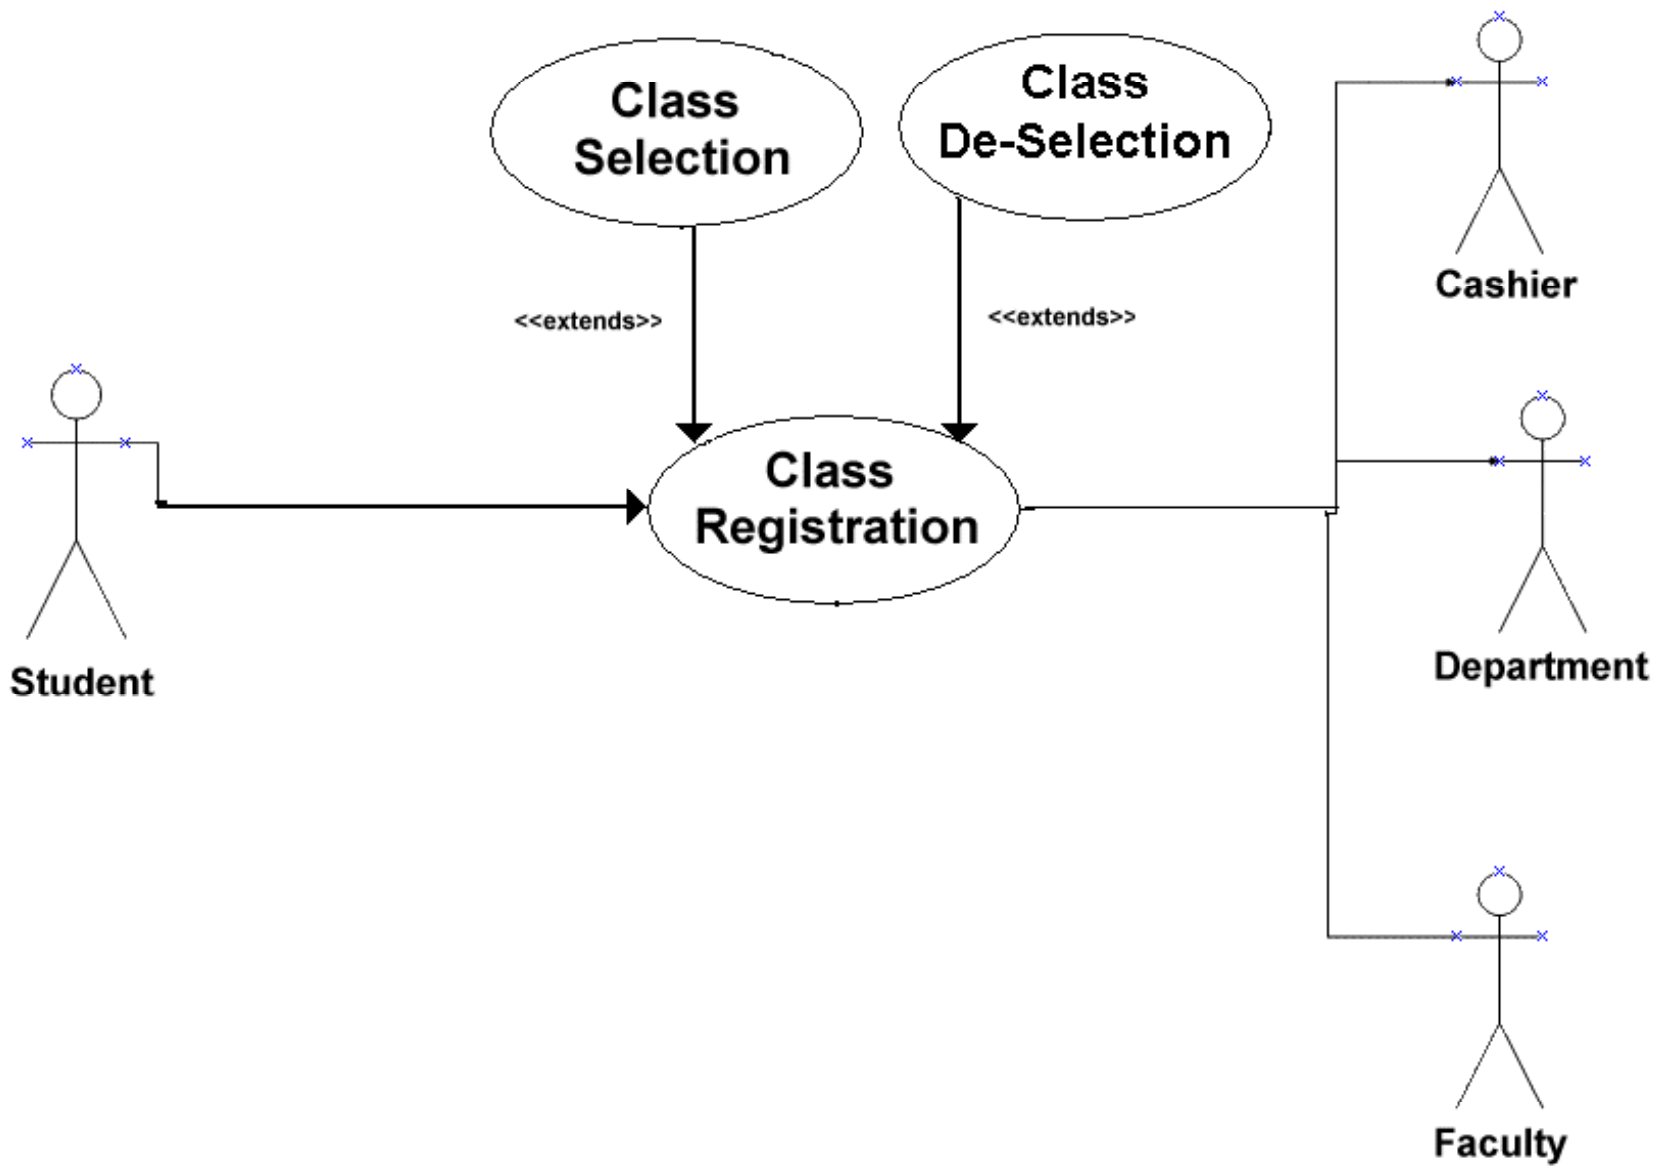 Class
Selection
Class
De-Selection
Cashier
<<extends>>
<<extends>>
Class
Registration
Student
Department
Faculty